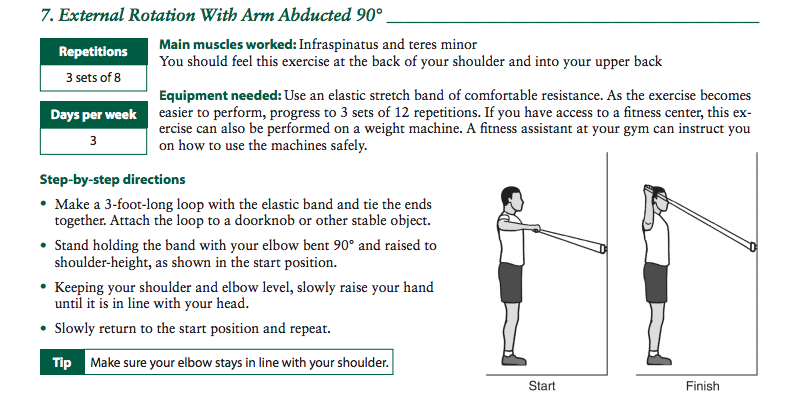 7. External Rotation With Arm Abducted 90°
Repetitions
3 sets of 8
Days per week
3
Main muscles worked: Infraspinatus and teres minor
You should feel this exercise at the back of your shoulder and into your upper back
Equipment needed: Use an elastic stretch band of comfortable resistance. As the exercise becomes
easier to perform, progress to 3 sets of 12 repetitions. If you have access to a fitness center, this ex-
ercise can also be performed on a weight machine. A fitness assistant at your gym can instruct you
on how to use the machines safely.
Step-by-step directions
• Make a 3-foot-long loop with the elastic band and tie the ends
together. Attach the loop to a doorknob or other stable object.
• Stand holding the band with your elbow bent 90° and raised to
shoulder-height, as shown in the start position.
• Keeping your shoulder and elbow level, slowly raise your hand
until it is in line with your head.
• Slowly return to the start position and repeat.
Tip Make sure your elbow stays in line with your shoulder.
Start
Finish